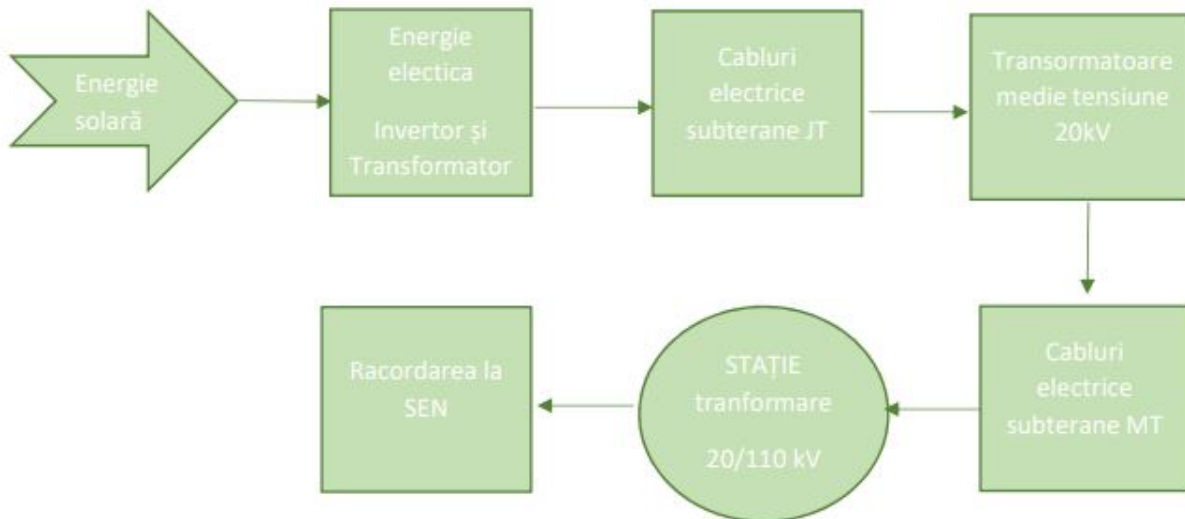 Energie
solară
Energie
electica
Invertor și
Transformator
Cabluri
electrice
subterane JT
Transormatoare
medie tensiune
20kV
Cabluri
electrice
subterane MT
STAȚIE
tranformare
20/110 kV
Racordarea la
SEN